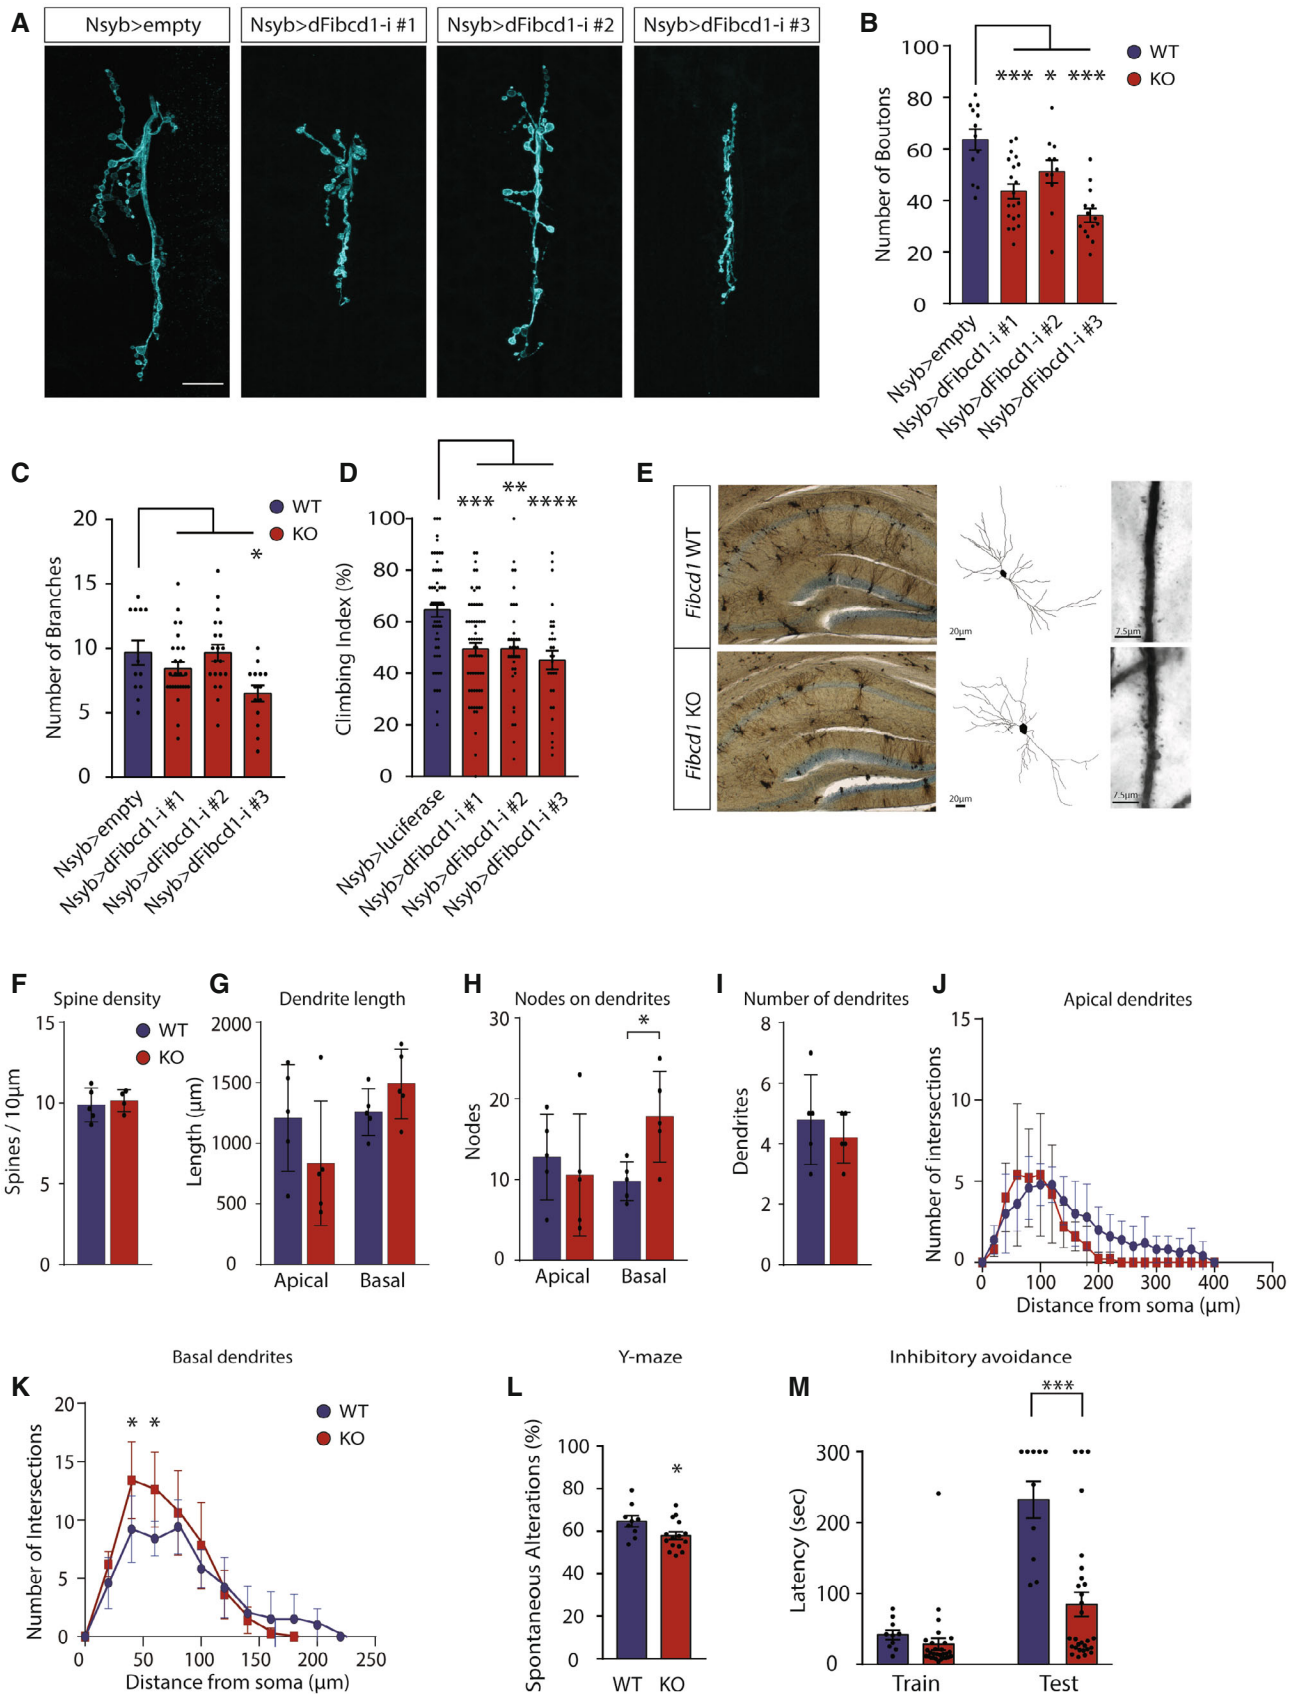 A
Nsyb>empty
Nsyb>dFibcd1-i #1
Nsyb>dFibcd1-i #2
Nsyb>dFibcd1-i #3
B
WT
KO
*** * ***
Number of Boutons
100
80
60
40
20
0
Nsyb>empty
Nsyb>dFibcd1-i #1
Nsyb>dFibcd1-i #2
Nsyb>dFibcd1-i #3
C
WT
KO
*
Number of Branches
20
15
10
5
0
Nsyb>empty
Nsyb>dFibcd1-i #1
Nsyb>dFibcd1-i #2
Nsyb>dFibcd1-i #3
D
*** ** ****
Climbing Index (%)
100
80
60
40
20
0
Nsyb>luciferase
Nsyb>dFibcd1-i #1
Nsyb>dFibcd1-i #2
Nsyb>dFibcd1-i #3
E
Fibcd1 WT
20µm
7.5µm
Fibcd1 KO
20µm
7.5µm
F
Spine density
WT
KO
Spines / 10µm
15
10
5
0
G
Dendrite length
Length (µm)
2000
1500
1000
500
0
Apical
Basal
H
Nodes on dendrites
*
Nodes
30
20
10
0
Apical
Basal
I
Number of dendrites
Dendrites
8
6
4
2
0
J
Apical dendrites
Number of intersections
15
10
5
0
0 100 200 300 400 500
Distance from soma (µm)
K
Basal dendrites
WT
KO
* *
Number of Intersections
20
15
10
5
0
0 50 100 150 200 250
Distance from soma (µm)
L
Y-maze
*
Spontaneous Alterations (%)
100
80
60
40
20
0
WT KO
M
Inhibitory avoidance
***
Latency (sec)
300
200
100
0
Train
Test